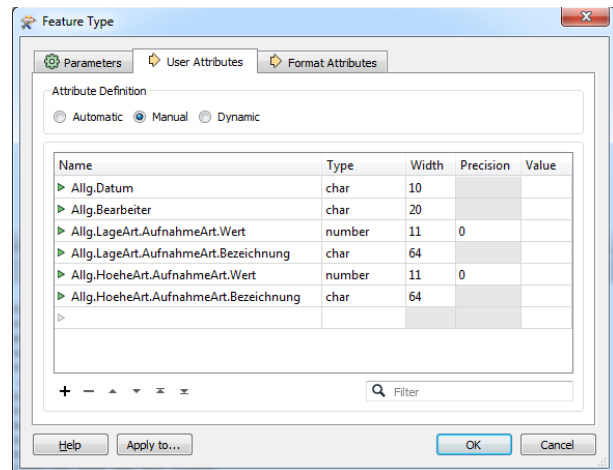 Feature Type
Parameters User Attributes Format Attributes
Attribute Definition
Automatic Manual Dynamic
Name Type Width Precision Value
Allg.Datum char 10
Allg.Bearbeiter char 20
Allg.LageArt.AufnahmeArt.Wert number 11 0
Allg.LageArt.AufnahmeArt.Bezeichnung char 64
Allg.HoeheArt.AufnahmeArt.Wert number 11 0
Allg.HoeheArt.AufnahmeArt.Bezeichnung char 64
Filter
Help Apply to... OK Cancel